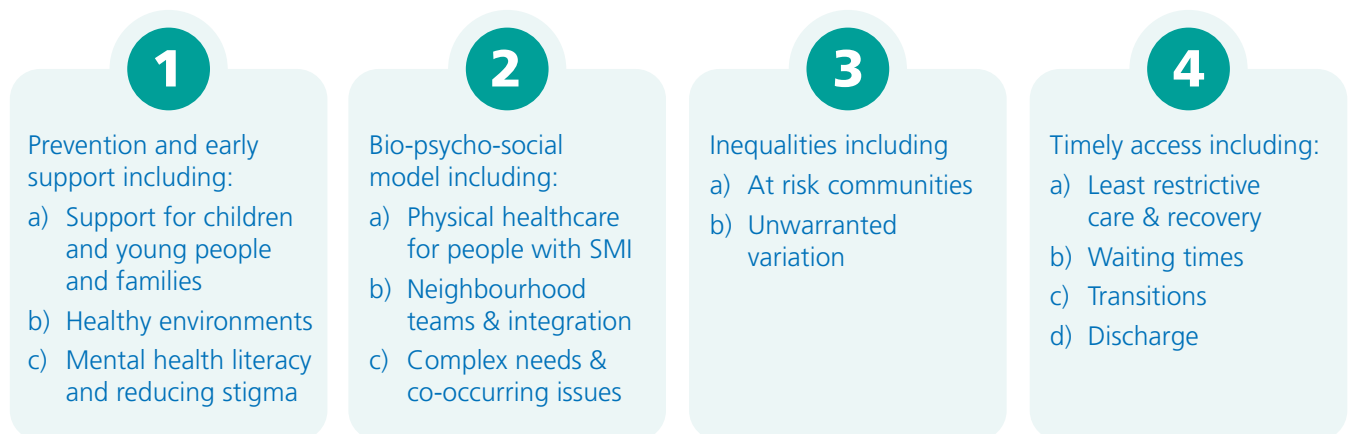 1
Prevention and early
support including:
a) Support for children
and young people
and families
b) Healthy environments
c) Mental health literacy
and reducing stigma
2
Bio-psycho-social
model including:
a) Physical healthcare
for people with SMI
b) Neighbourhood
teams & integration
c) Complex needs &
co-occurring issues
3
Inequalities including
a) At risk communities
b) Unwarranted
variation
4
Timely access including:
a) Least restrictive
care & recovery
b) Waiting times
c) Transitions
d) Discharge